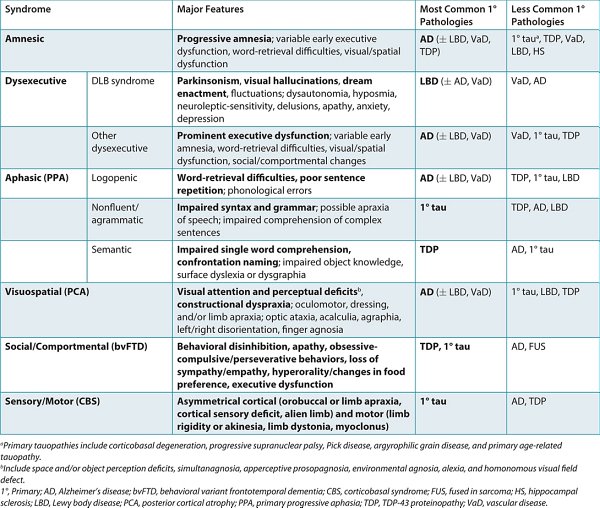 Syndrome Major Features Most Common 1° Less Common 1°
Pathologies Pathologies
Amnesic Progressive amnesia; variable early executive AD (± LBD, VaD, 1° tauᵃ, TDP, VaD,
dysfunction, word-retrieval difficulties, visual/spatial TDP) LBD, HS
dysfunction
Dysexecutive DLB syndrome Parkinsonism, visual hallucinations, dream LBD (± AD, VaD) VaD, AD
enactment, fluctuations; dysautonomia, hyposmia,
neuroleptic-sensitivity, delusions, apathy, anxiety,
depression
Other Prominent executive dysfunction; variable early AD (± LBD, VaD) VaD, 1° tau, TDP
dysexecutive amnesia, word-retrieval difficulties, visual/spatial
dysfunction, social/comportmental changes
Aphasic (PPA) Logopenic Word-retrieval difficulties, poor sentence AD (± LBD, VaD) TDP, 1° tau, LBD
repetition; phonological errors
Nonfluent/ Impaired syntax and grammar; possible apraxia 1° tau TDP, AD, LBD
agrammatic of speech; impaired comprehension of complex
sentences
Semantic Impaired single word comprehension, TDP AD, 1° tau
confrontation naming; impaired object knowledge,
surface dyslexia or dysgraphia
Visuospatial (PCA) Visual attention and perceptual deficitsᵇ, AD (± LBD, VaD) 1° tau, LBD, TDP
constructional dyspraxia; oculomotor, dressing,
and/or limb apraxia; optic ataxia, acalculia, agraphia,
left/right disorientation, finger agnosia
Social/Comportmental (bvFTD) Behavioral disinhibition, apathy, obsessive- TDP, 1° tau AD, FUS
compulsive/perseverative behaviors, loss of
sympathy/empathy, hyperorality/changes in food
preference, executive dysfunction
Sensory/Motor (CBS) Asymmetrical cortical (orobuccal or limb apraxia, 1° tau AD, TDP
cortical sensory deficit, alien limb) and motor (limb
rigidity or akinesia, limb dystonia, myoclonus)
ᵃPrimary tauopathies include corticobasal degeneration, progressive supranuclear palsy, Pick disease, argyrophilic grain disease, and primary age-related
tauopathy.
ᵇInclude space and/or object perception deficits, simultanagnosia, apperceptive prosopagnosia, environmental agnosia, alexia, and homonomous visual field
defect.
1°, Primary; AD, Alzheimer's disease; bvFTD, behavioral variant frontotemporal dementia; CBS, corticobasal syndrome; FUS, fused in sarcoma; HS, hippocampal
sclerosis; LBD, Lewy body disease; PCA, posterior cortical atrophy; PPA, primary progressive aphasia; TDP, TDP-43 proteinopathy; VaD, vascular disease.